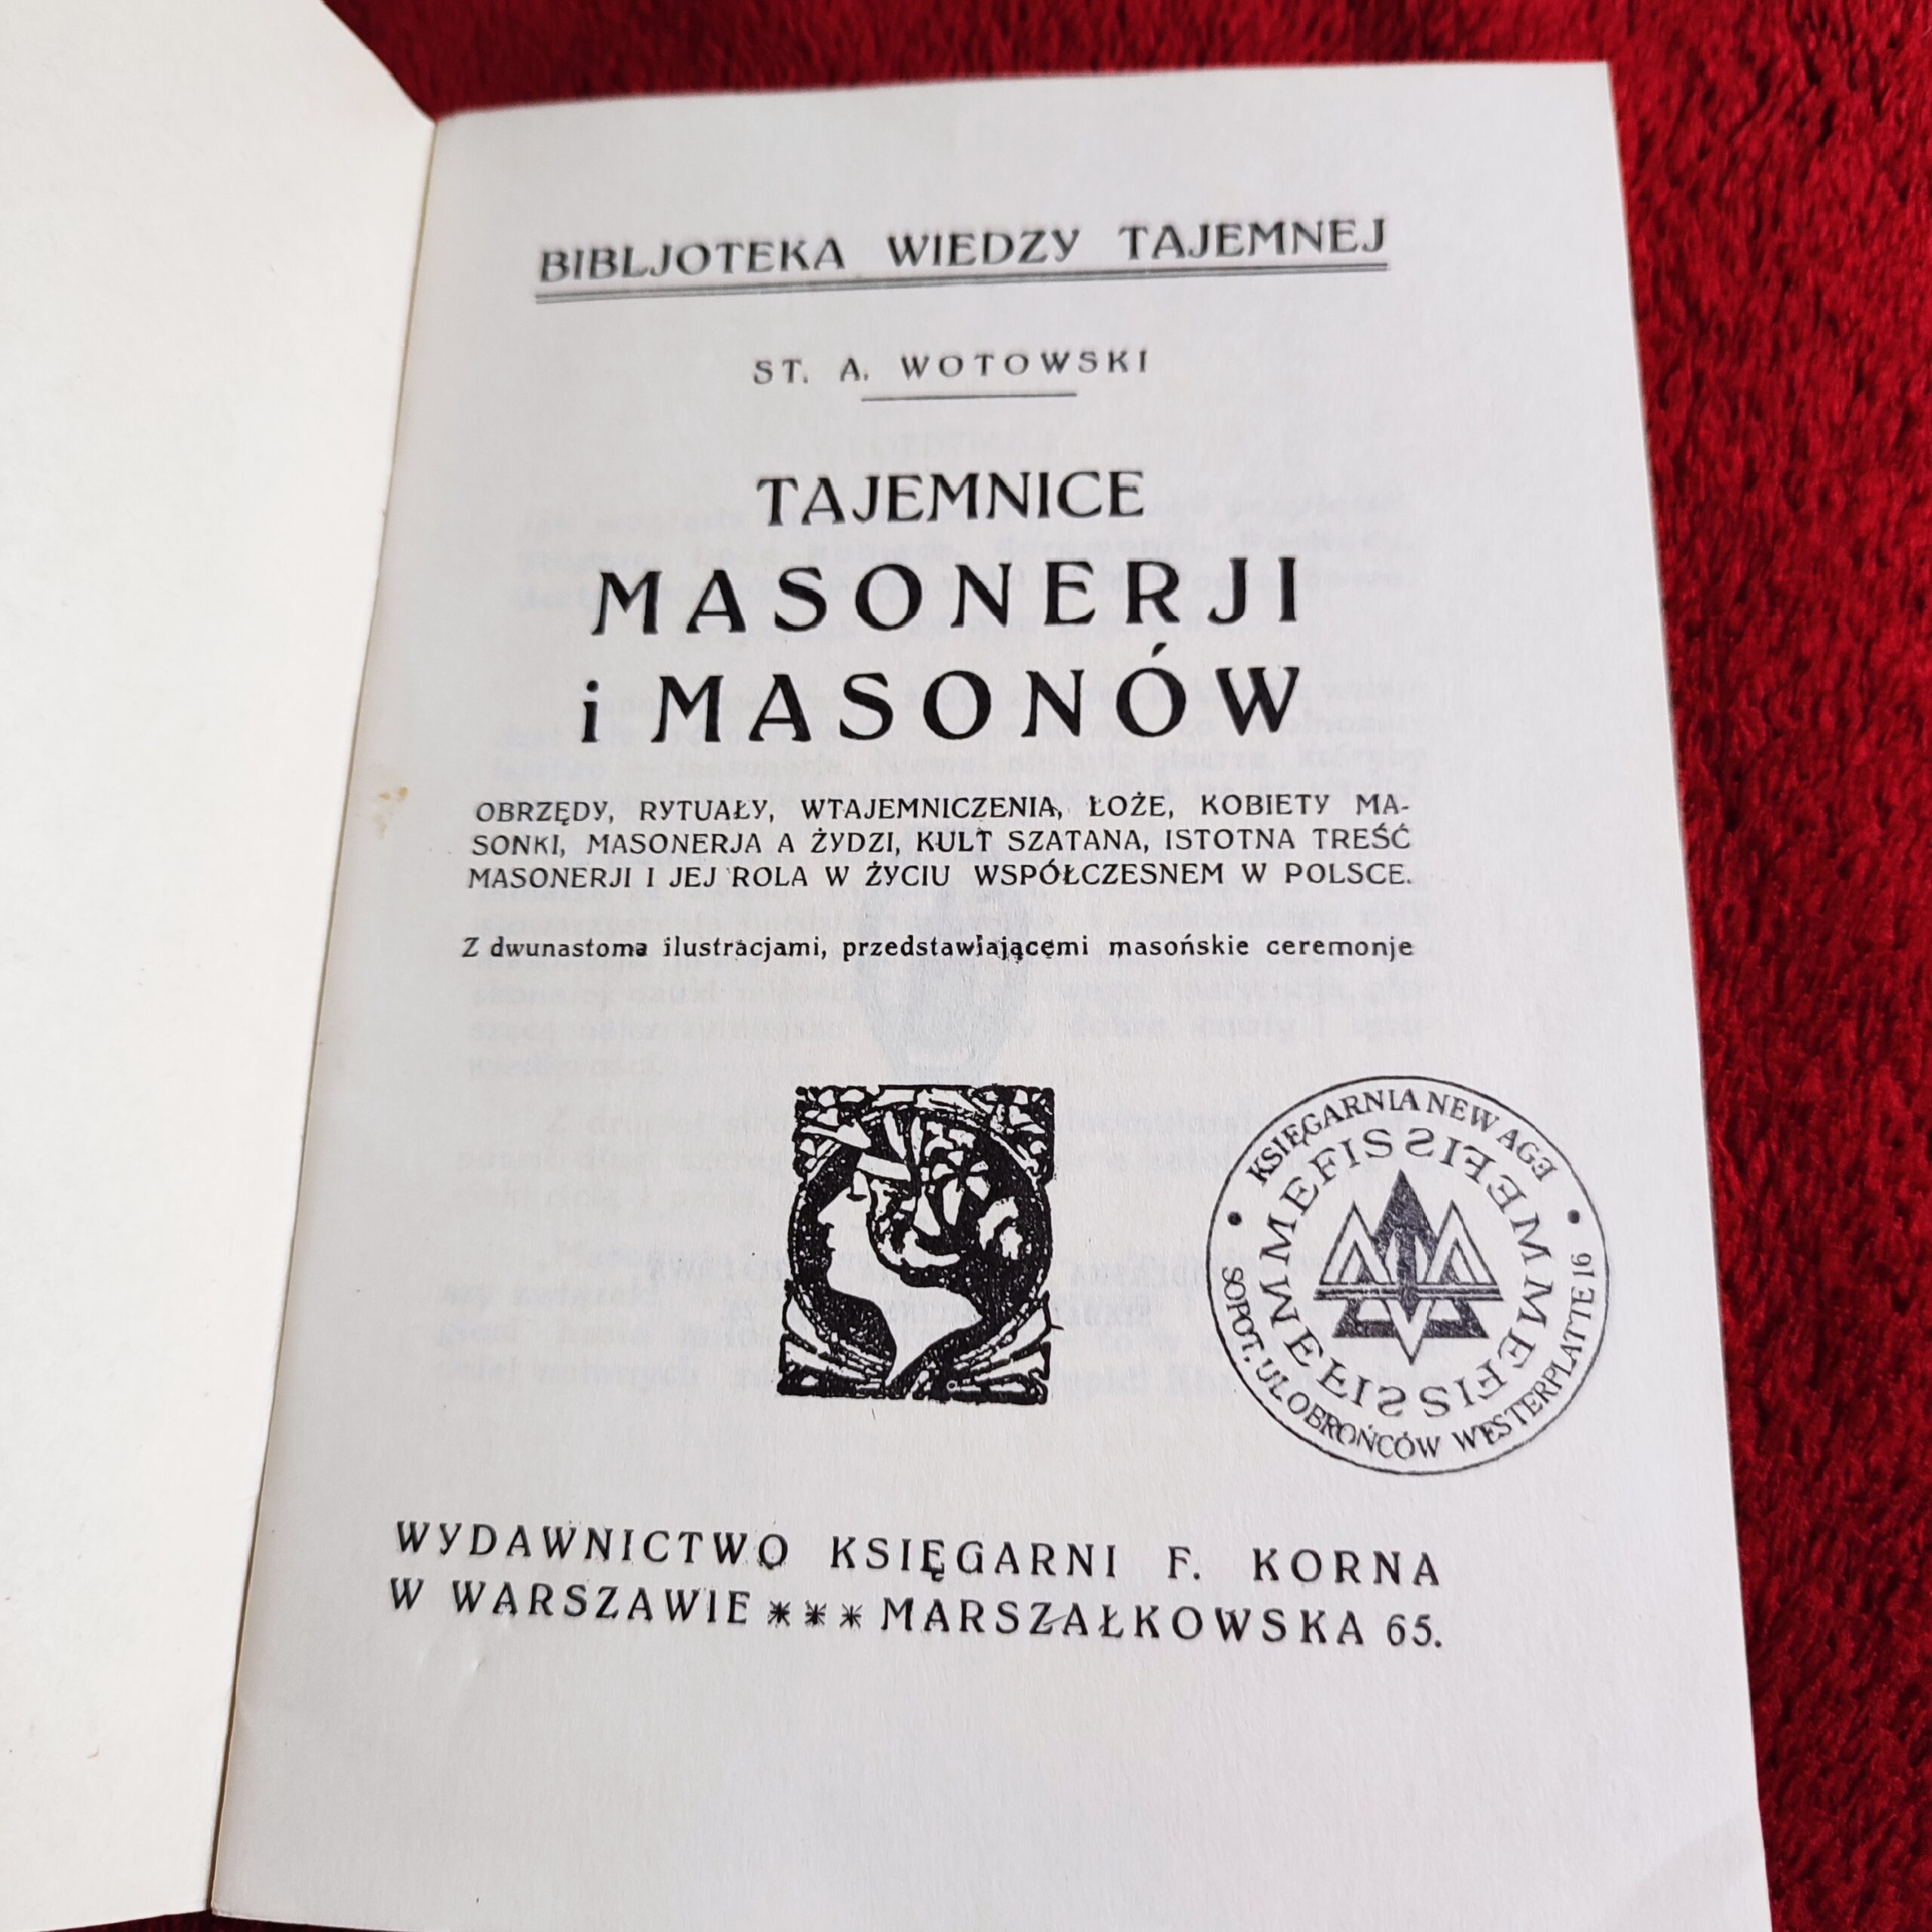 BIBLJOTEKA WIEDZY TAJEMNEJ
ST. A. WOTOWSKI
TAJEMNICE
MASONERJI
i MASONÓW
OBRZĘDY, RYTUAŁY, WTAJEMNICZENIA, ŁOŻE, KOBIETY MA-
SONKI, MASONERJA A ŻYDZI, KULT SZATANA, ISTOTNA TREŚĆ
MASONERJI I JEJ ROLA W ŻYCIU WSPÓŁCZESNEM W POLSCE.
Z dwunastoma ilustracjami, przedstawiającemi masońskie ceremonje
KSIĘGARNIA NEW AGE
MEFIS
SOPOT. UL. OBROŃCÓW WESTERPLATTE 16
WYDAWNICTWO KSIĘGARNI F. KORNA
W WARSZAWIE * * * MARSZAŁKOWSKA 65.